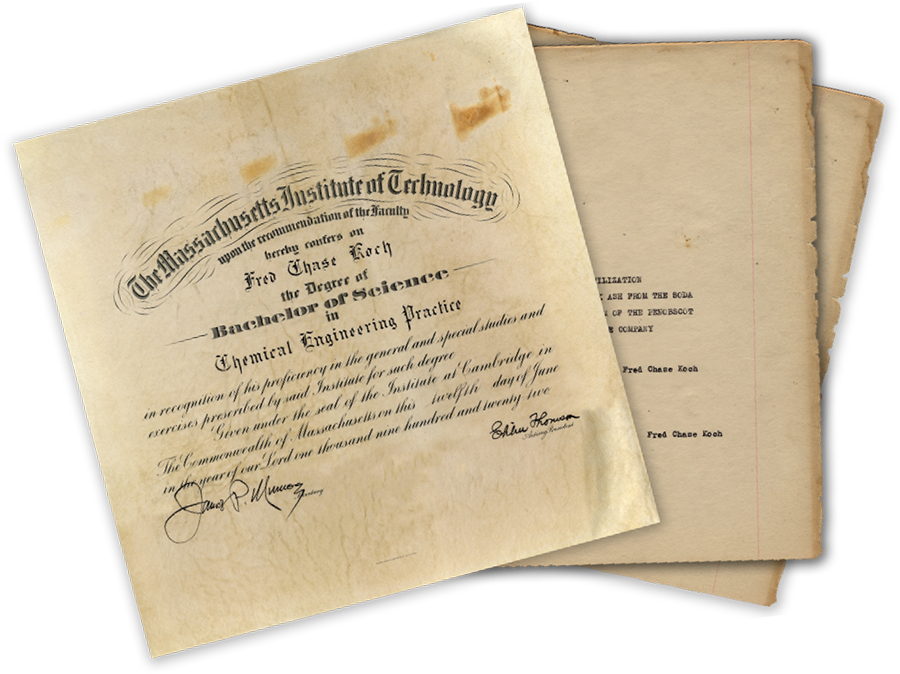 The Massachusetts Institute of Technology
upon the recommendation of the Faculty
hereby confers on
Fred Chase Koch
the Degree of
Bachelor of Science
in
Chemical Engineering Practice
in recognition of his proficiency in the general and special studies and
exercises prescribed by said Institute for such degree
Given under the seal of the Institute at Cambridge in
The Commonwealth of Massachusetts on this twelfth day of June
in the year of our Lord one thousand nine hundred and twenty-two
Elihu Thomson
Acting President
James P. Munroe
Secretary
TILIZATION
K ASH FROM THE SODA
OF THE PENOBSCOT
E COMPANY
Fred Chase Koch
Fred Chase Koch